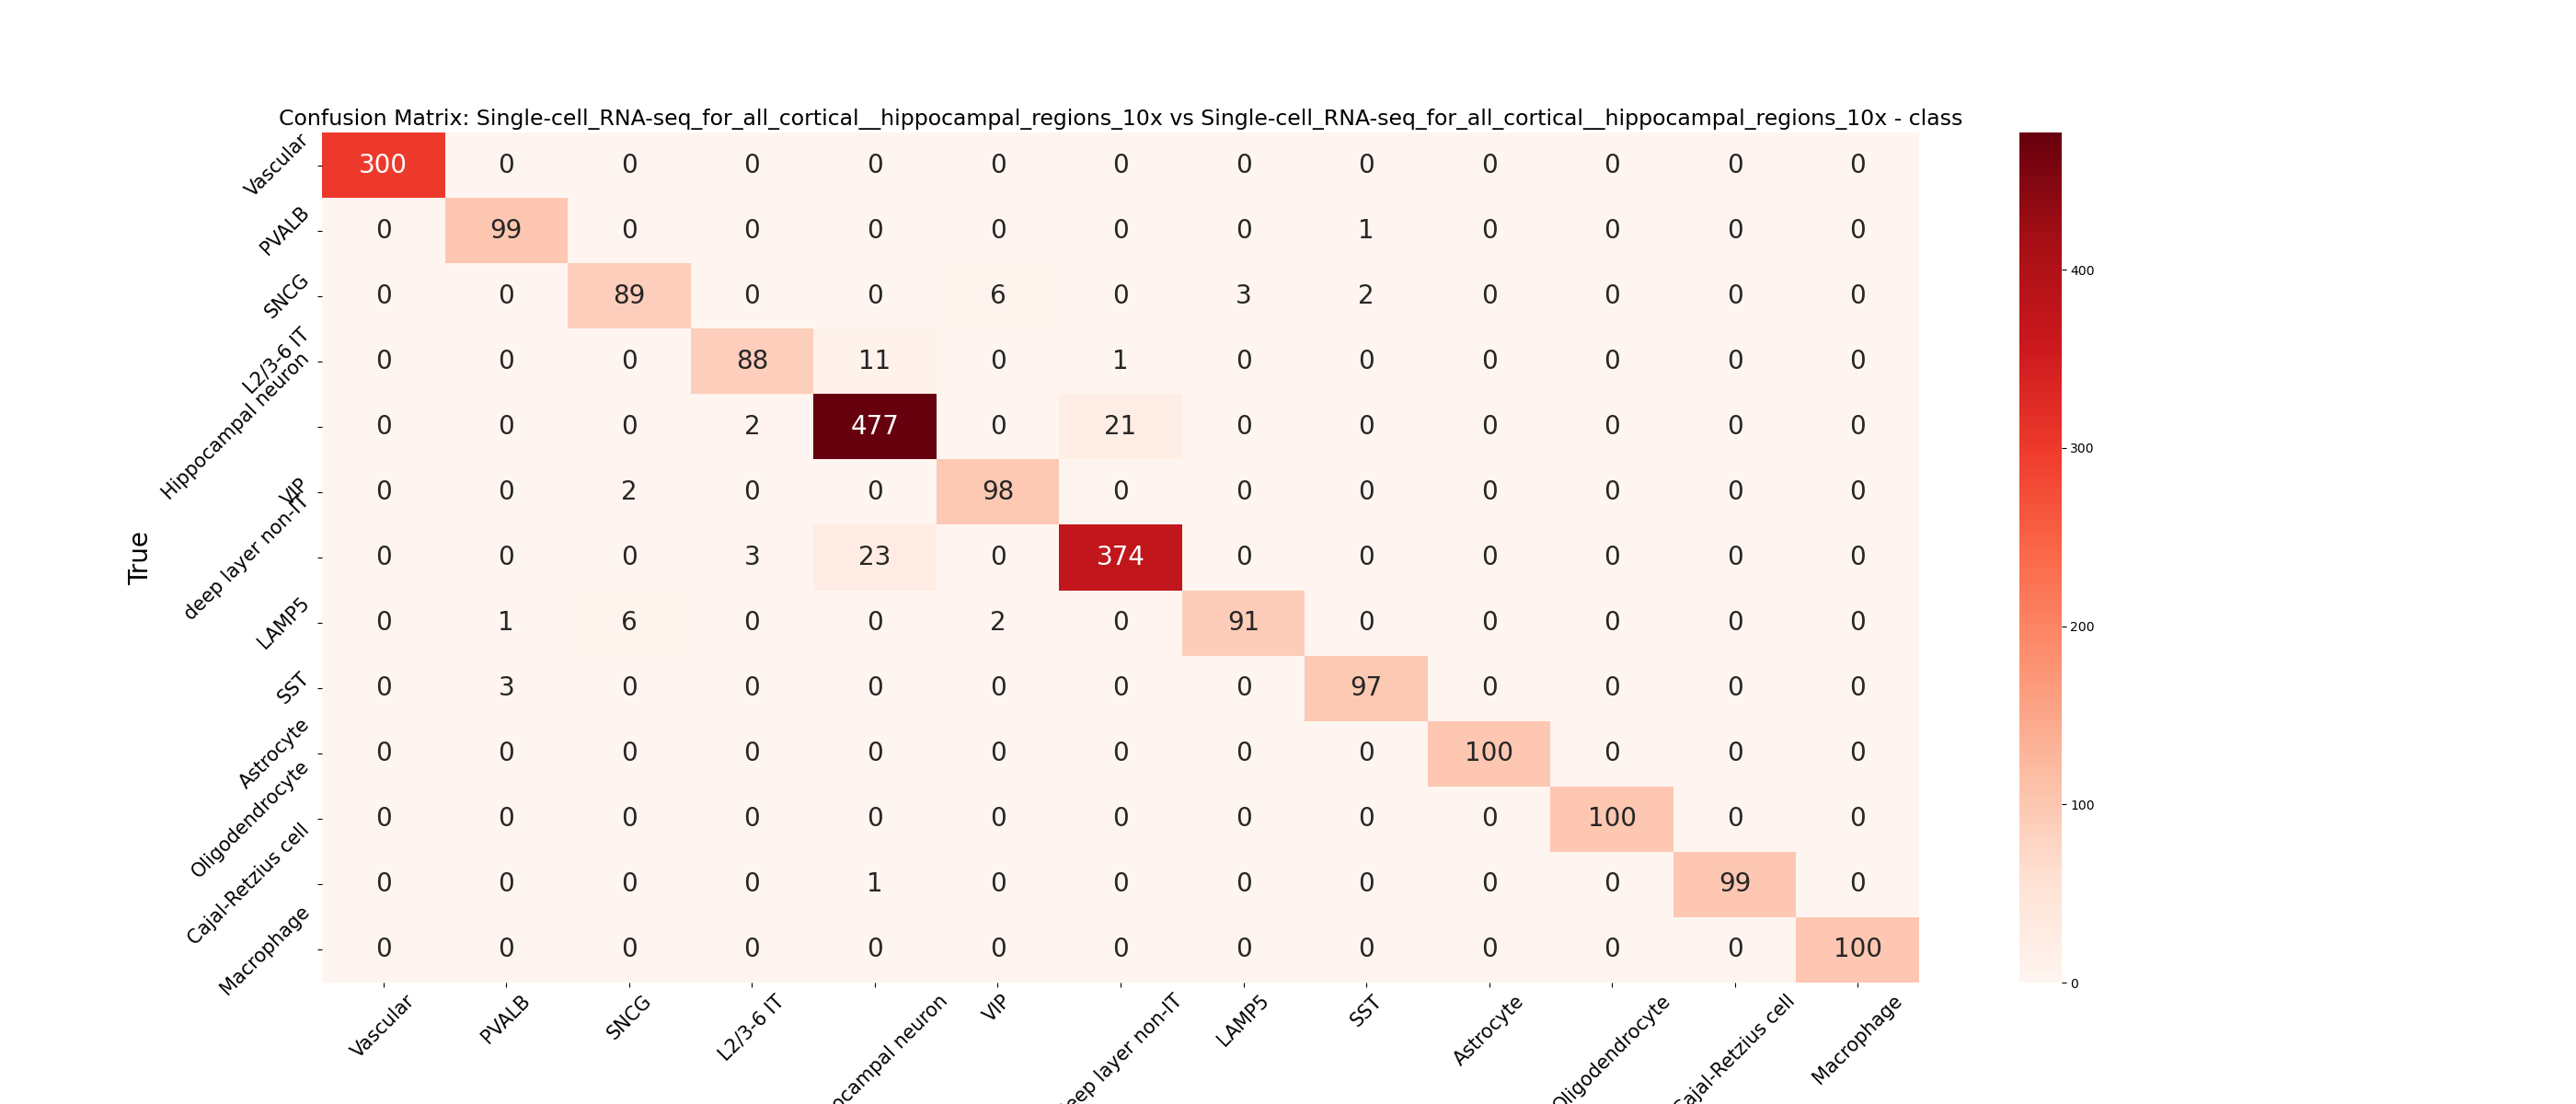 Confusion Matrix: Single-cell_RNA-seq_for_all_cortical__hippocampal_regions_10x vs Single-cell_RNA-seq_for_all_cortical__hippocampal_regions_10x - class
True
Vascular 300 0 0 0 0 0 0 0 0 0 0 0 0
PVALB 0 99 0 0 0 0 0 0 1 0 0 0 0
SNCG 0 0 89 0 0 6 0 3 2 0 0 0 0
L2/3-6 IT 0 0 0 88 11 0 1 0 0 0 0 0 0
Hippocampal neuron 0 0 0 2 477 0 21 0 0 0 0 0 0
VIP 0 0 2 0 0 98 0 0 0 0 0 0 0
deep layer non-IT 0 0 0 3 23 0 374 0 0 0 0 0 0
LAMP5 0 1 6 0 0 2 0 91 0 0 0 0 0
SST 0 3 0 0 0 0 0 0 97 0 0 0 0
Astrocyte 0 0 0 0 0 0 0 0 0 100 0 0 0
Oligodendrocyte 0 0 0 0 0 0 0 0 0 0 100 0 0
Cajal-Retzius cell 0 0 0 0 1 0 0 0 0 0 0 99 0
Macrophage 0 0 0 0 0 0 0 0 0 0 0 0 100
Vascular
PVALB
SNCG
L2/3-6 IT
ocampal neuron
VIP
eep layer non-IT
LAMP5
SST
Astrocyte
Oligodendrocyte
Cajal-Retzius cell
Macrophage
400
300
200
100
0